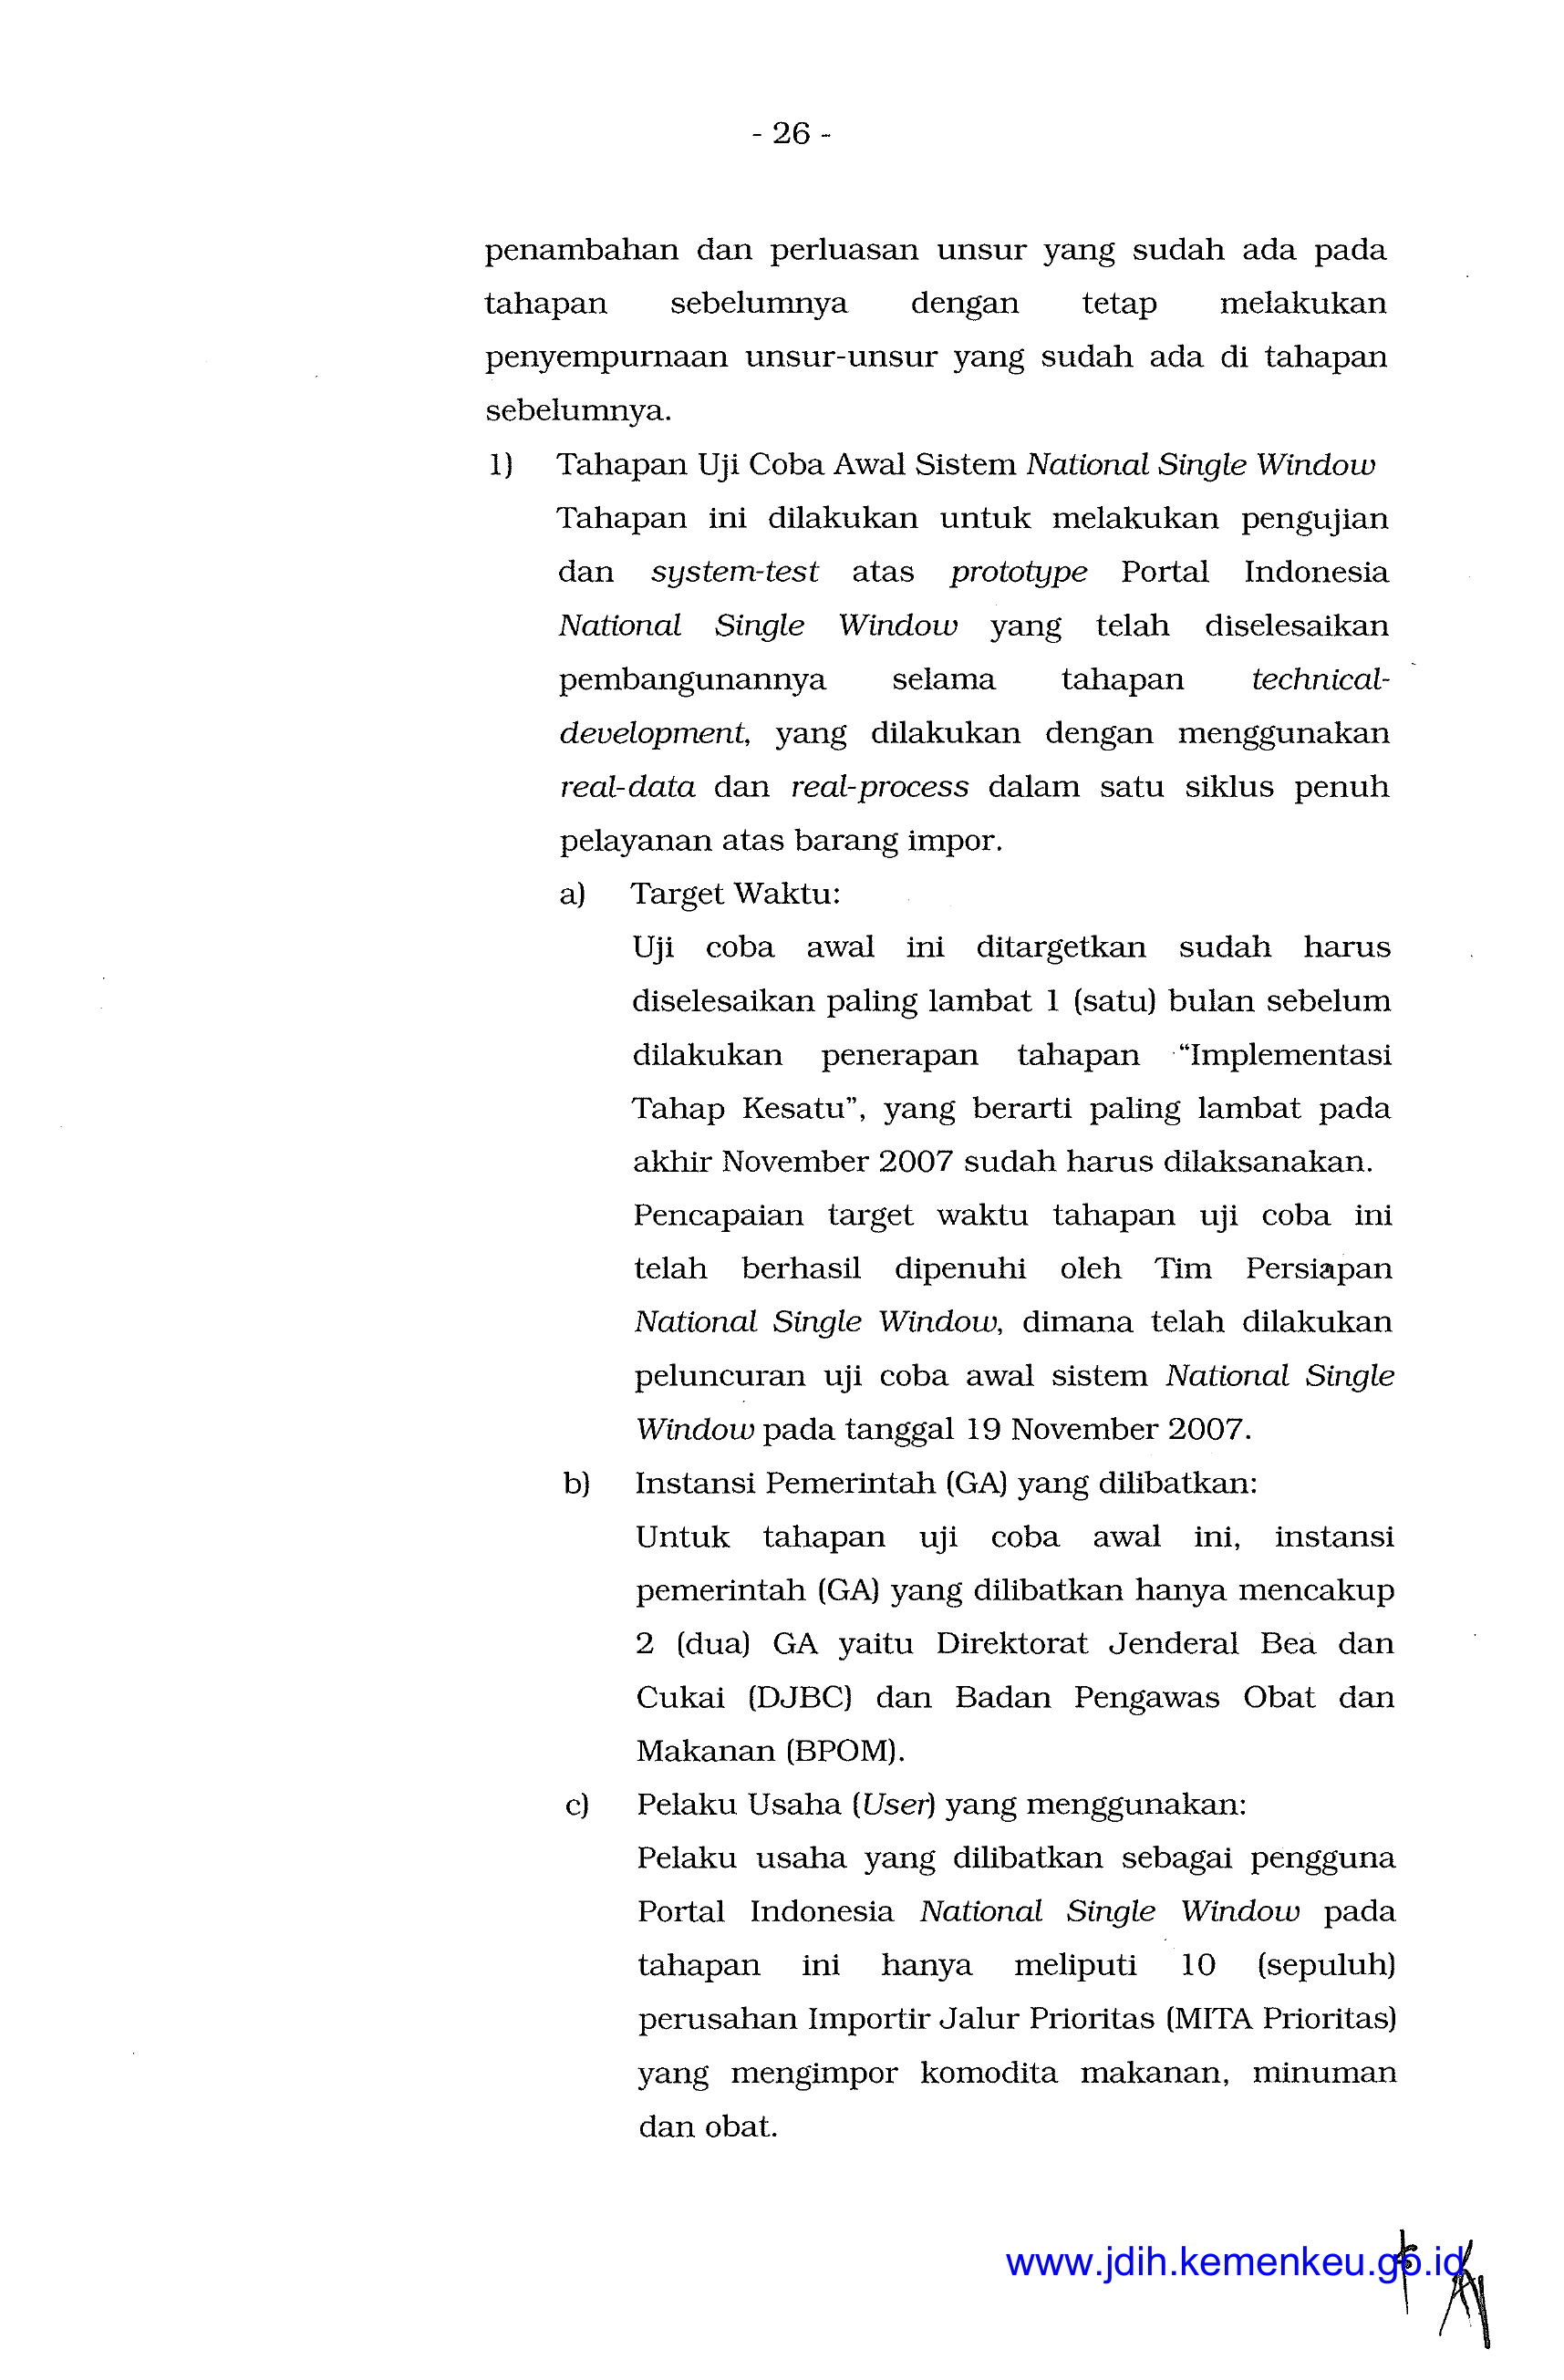 - 26 -
penambahan dan perluasan unsur yang sudah ada pada
tahapan sebelumnya dengan tetap melakukan
penyempurnaan unsur-unsur yang sudah ada di tahapan
sebelumnya.
1) Tahapan Uji Coba Awal Sistem National Single Window
Tahapan ini dilakukan untuk melakukan pengujian
dan system-test atas prototype Portal Indonesia
National Single Window yang telah diselesaikan
pembangunannya selama tahapan technical-
development, yang dilakukan dengan menggunakan
real-data dan real-process dalam satu siklus penuh
pelayanan atas barang impor.
a) Target Waktu:
Uji coba awal ini ditargetkan sudah harus
diselesaikan paling lambat 1 (satu) bulan sebelum
dilakukan penerapan tahapan “Implementasi
Tahap Kesatu”, yang berarti paling lambat pada
akhir November 2007 sudah harus dilaksanakan.
Pencapaian target waktu tahapan uji coba ini
telah berhasil dipenuhi oleh Tim Persiapan
National Single Window, dimana telah dilakukan
peluncuran uji coba awal sistem National Single
Window pada tanggal 19 November 2007.
b) Instansi Pemerintah (GA) yang dilibatkan:
Untuk tahapan uji coba awal ini, instansi
pemerintah (GA) yang dilibatkan hanya mencakup
2 (dua) GA yaitu Direktorat Jenderal Bea dan
Cukai (DJBC) dan Badan Pengawas Obat dan
Makanan (BPOM).
c) Pelaku Usaha (User) yang menggunakan:
Pelaku usaha yang dilibatkan sebagai pengguna
Portal Indonesia National Single Window pada
tahapan ini hanya meliputi 10 (sepuluh)
perusahan Importir Jalur Prioritas (MITA Prioritas)
yang mengimpor komodita makanan, minuman
dan obat.
www.jdih.kemenkeu.go.id